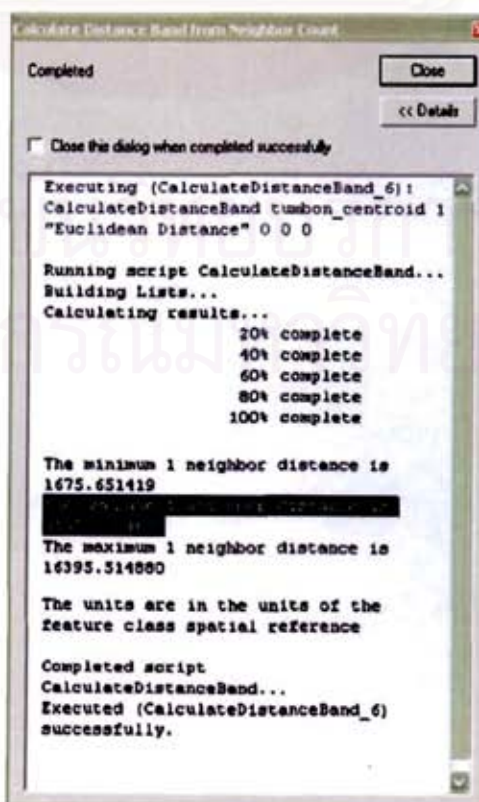 Calculate Distance Band from Neighbor Count
Completed
Close
<< Details
Close this dialog when completed successfully
Executing (CalculateDistanceBand_6):
CalculateDistanceBand tumbon_centroid 1
"Euclidean Distance" 0 0 0
Running script CalculateDistanceBand...
Building Lists...
Calculating results...
20% complete
40% complete
60% complete
80% complete
100% complete
The minimum 1 neighbor distance is
1675.651419
The maximum 1 neighbor distance is
16395.514880
The units are in the units of the
feature class spatial reference
Completed script
CalculateDistanceBand...
Executed (CalculateDistanceBand_6)
successfully.